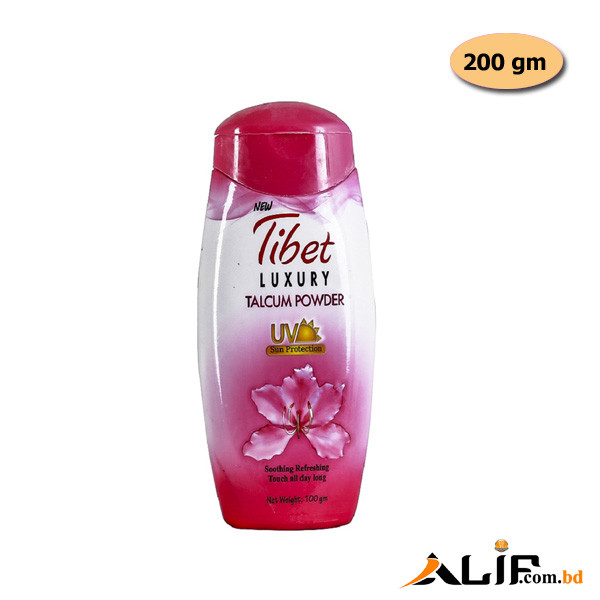 200 gm
NEW
Tibet
LUXURY
TALCUM POWDER
UV
Sun Protection
Soothing Refreshing
Touch all day long
Net Weight: 100 gm
ALIF.com.bd